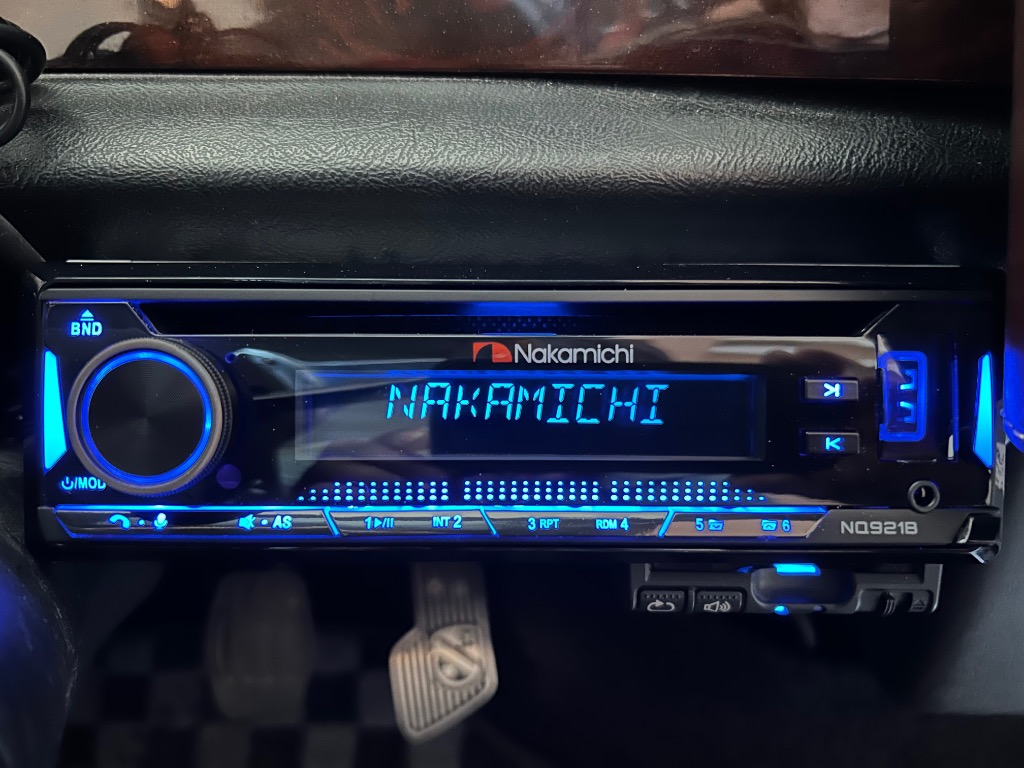 BND
Nakamichi
NAKAMICHI
/MOD
AS
1
INT 2
3 RPT
RDM 4
5
6
NQ921B